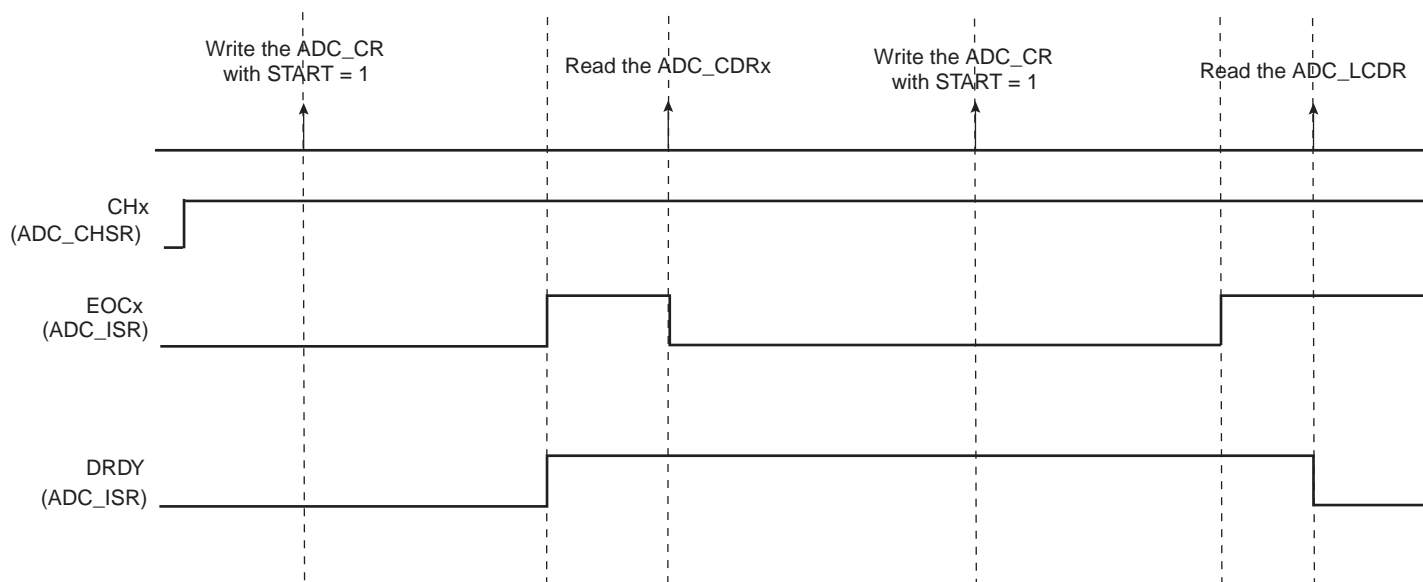 Write the ADC_CR
with START = 1
Read the ADC_CDRx
Write the ADC_CR
with START = 1
Read the ADC_LCDR
CHx
(ADC_CHSR)
EOCx
(ADC_ISR)
DRDY
(ADC_ISR)